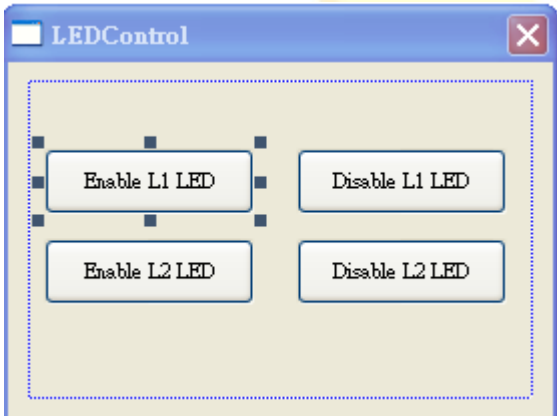 LEDControl
Enable L1 LED
Disable L1 LED
Enable L2 LED
Disable L2 LED